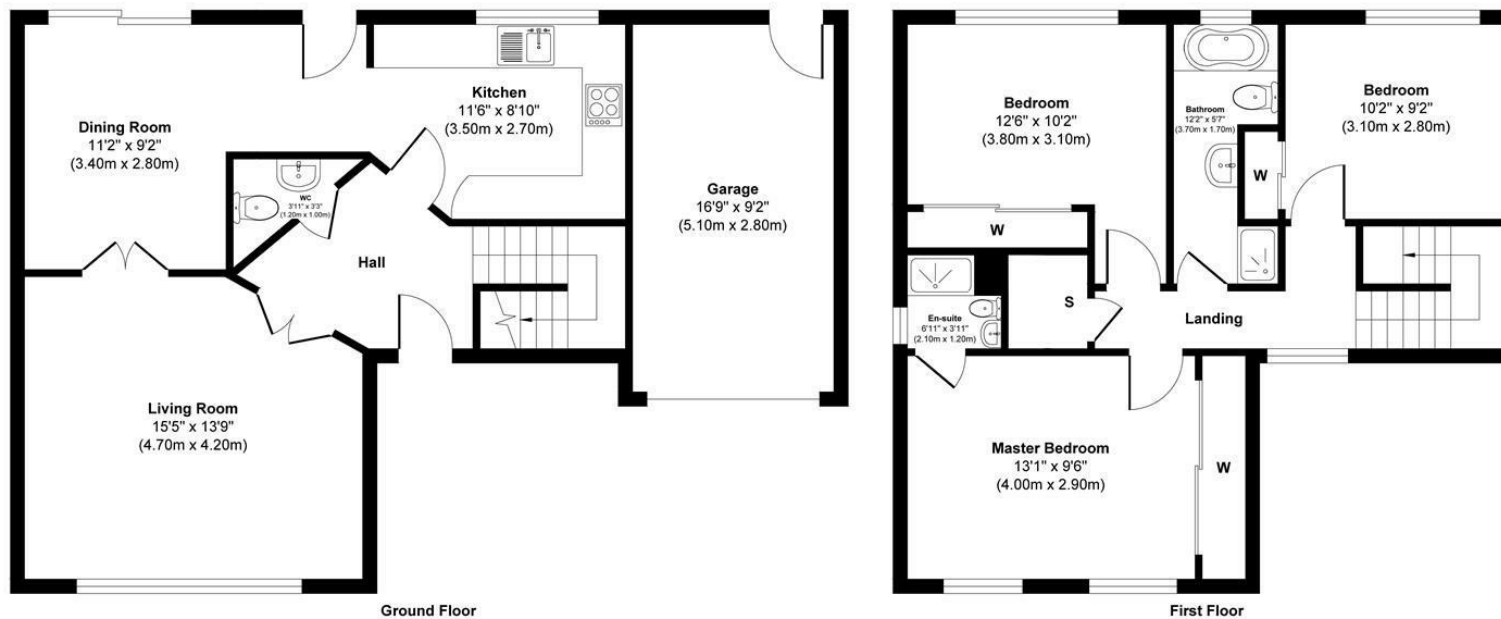 Dining Room
11'2" x 9'2"
(3.40m x 2.80m)
Kitchen
11'6" x 8'10"
(3.50m x 2.70m)
WC
3'11" x 3'3"
(1.20m x 1.00m)
Hall
Garage
16'9" x 9'2"
(5.10m x 2.80m)
Living Room
15'5" x 13'9"
(4.70m x 4.20m)
Ground Floor
Bedroom
12'6" x 10'2"
(3.80m x 3.10m)
W
Bathroom
12'2" x 5'7"
(3.70m x 1.70m)
W
Bedroom
10'2" x 9'2"
(3.10m x 2.80m)
En-suite
6'11" x 3'11"
(2.10m x 1.20m)
S
Landing
Master Bedroom
13'1" x 9'6"
(4.00m x 2.90m)
W
First Floor